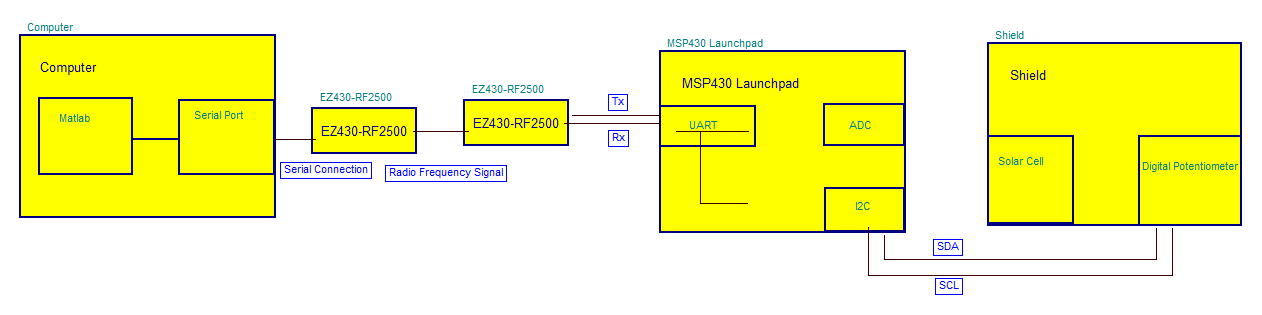 Computer
Computer
Matlab
Serial Port
Serial Connection
EZ430-RF2500
EZ430-RF2500
Radio Frequency Signal
EZ430-RF2500
EZ430-RF2500
Tx
Rx
MSP430 Launchpad
MSP430 Launchpad
UART
ADC
I2C
SDA
SCL
Shield
Shield
Solar Cell
Digital Potentiometer